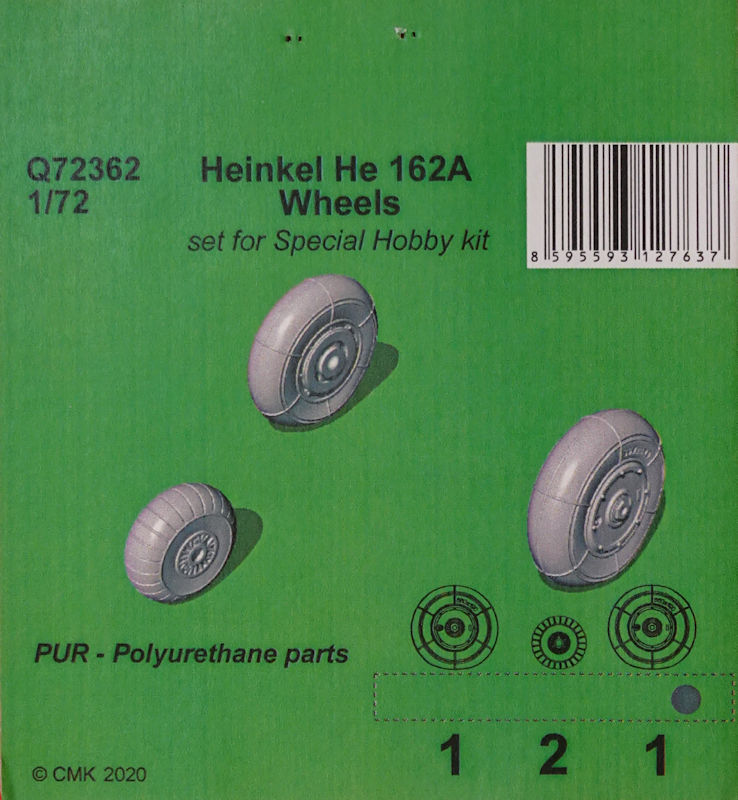 Q72362
1/72
Heinkel He 162A
Wheels
set for Special Hobby kit
8 595593 127637
PUR - Polyurethane parts
1 2 1
© CMK 2020